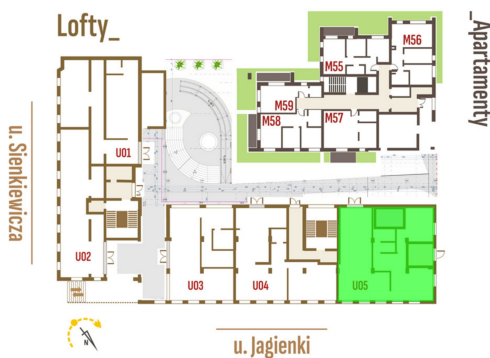 Lofty_
_Apartamenty
M56
M55
M59
M58
M57
U01
u. Sienkiewicza
U02
U03
U04
U05
N
u. Jagienki